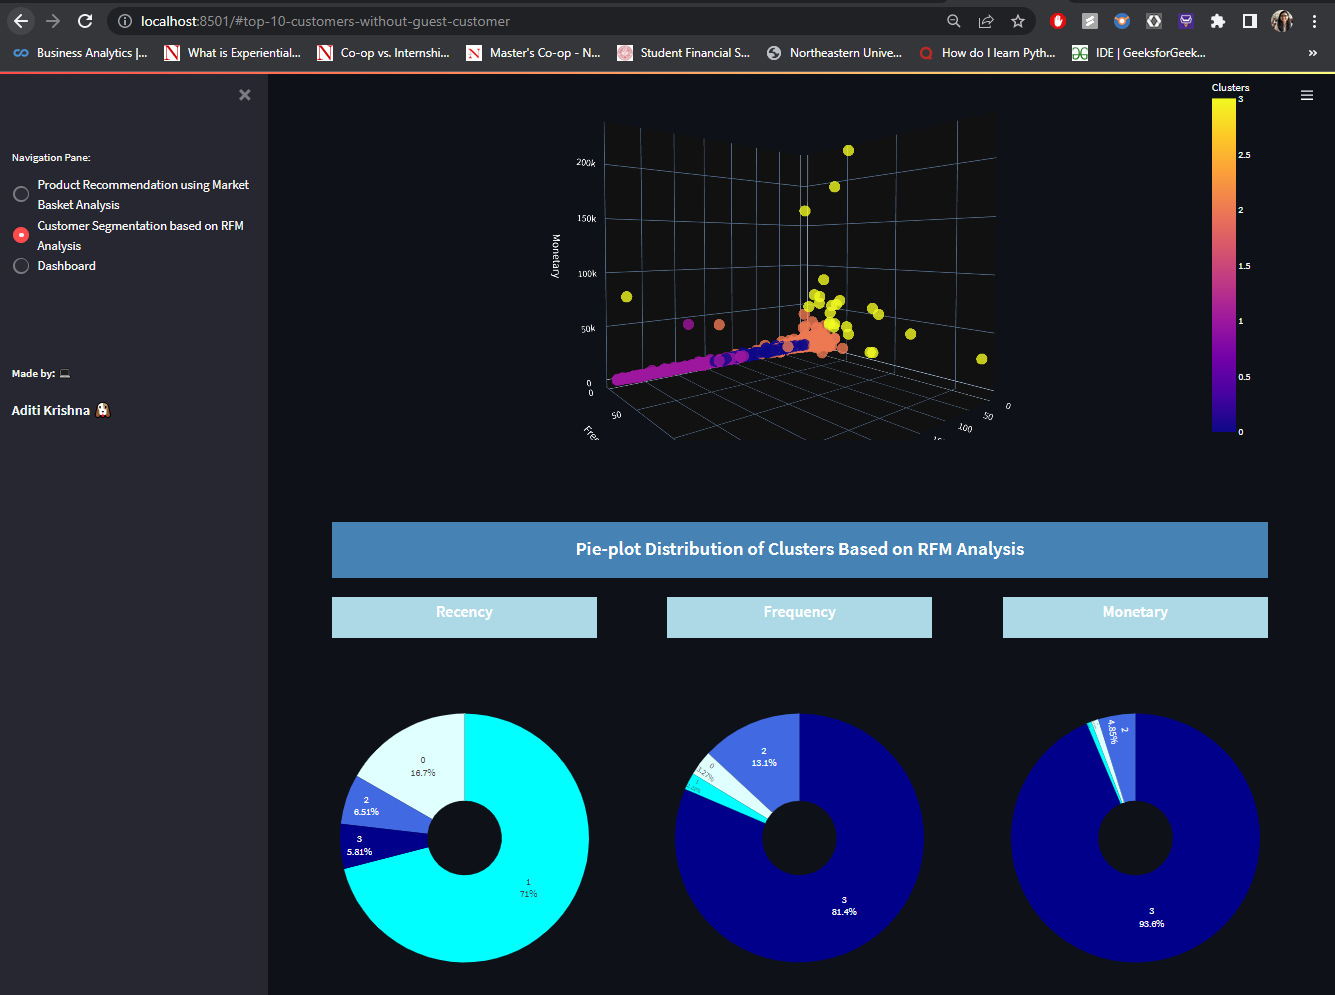 localhost:8501/#top-10-customers-without-guest-customer
Business Analytics |...
What is Experiential...
Co-op vs. Internshi...
Master's Co-op - N...
Student Financial S...
Northeastern Unive...
How do I learn Pyth...
IDE | GeeksforGeek...
»
Navigation Pane:
Product Recommendation using Market
Basket Analysis
Customer Segmentation based on RFM
Analysis
Dashboard
Made by:
Aditi Krishna
Clusters
3
2.5
2
1.5
1
0.5
0
200k
150k
100k
50k
0
Monetary
0
50
0
50
100
Pie-plot Distribution of Clusters Based on RFM Analysis
Recency
Frequency
Monetary
0
16.7%
2
6.51%
3
5.81%
1
71%
2
13.1%
0
3
81.4%
2
4.85%
3
93.6%